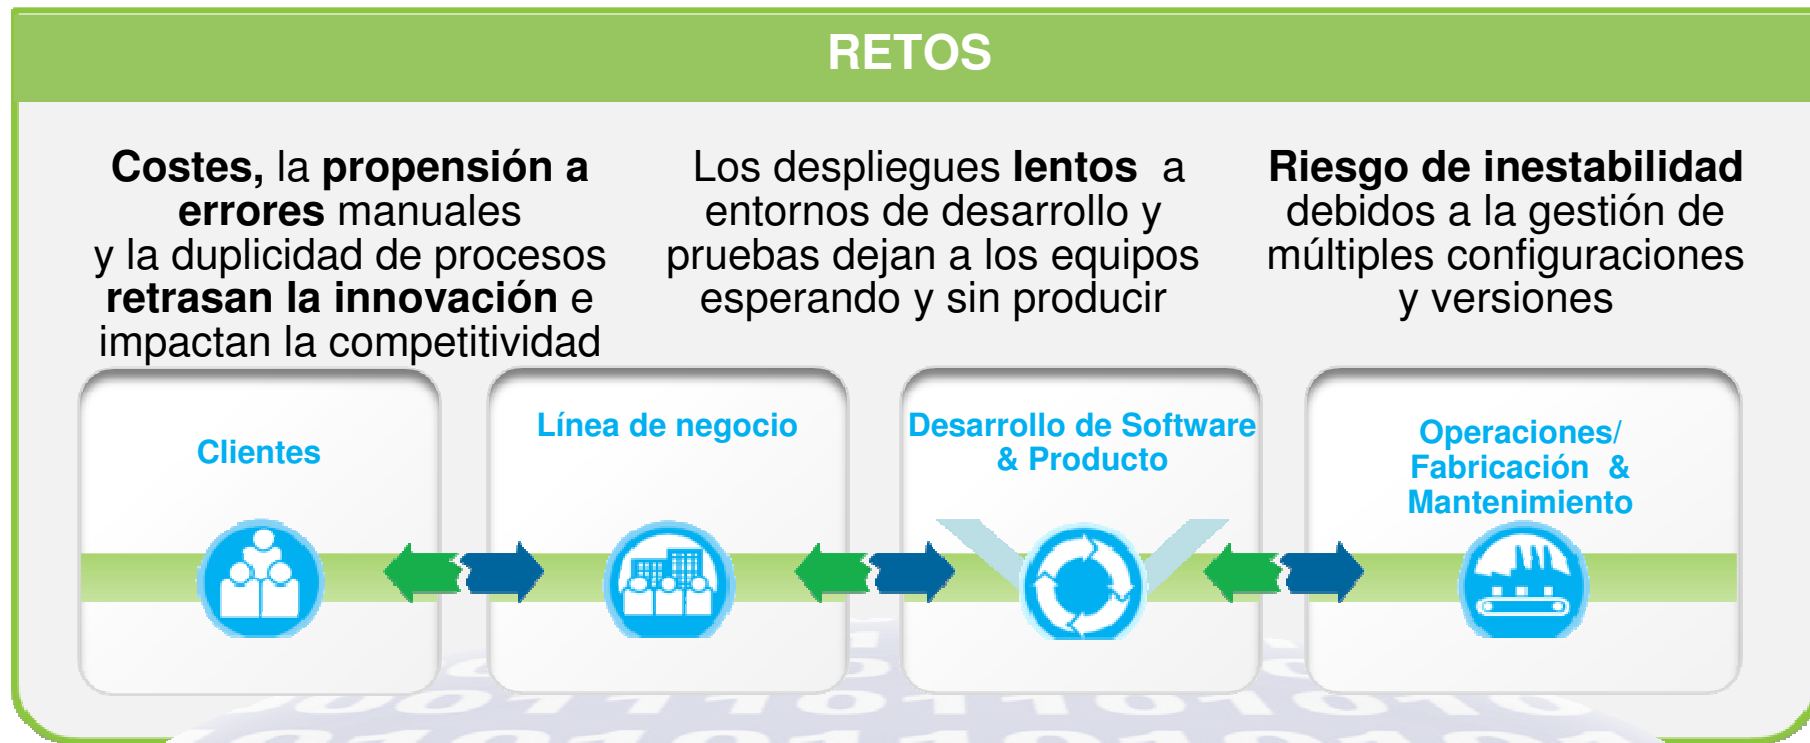 RETOS
Costes, la propensión a
errores manuales
y la duplicidad de procesos
retrasan la innovación e
impactan la competitividad
Los despliegues lentos a
entornos de desarrollo y
pruebas dejan a los equipos
esperando y sin producir
Riesgo de inestabilidad
debidos a la gestión de
múltiples configuraciones
y versiones
Clientes
Línea de negocio
Desarrollo de Software
& Producto
Operaciones/
Fabricación &
Mantenimiento